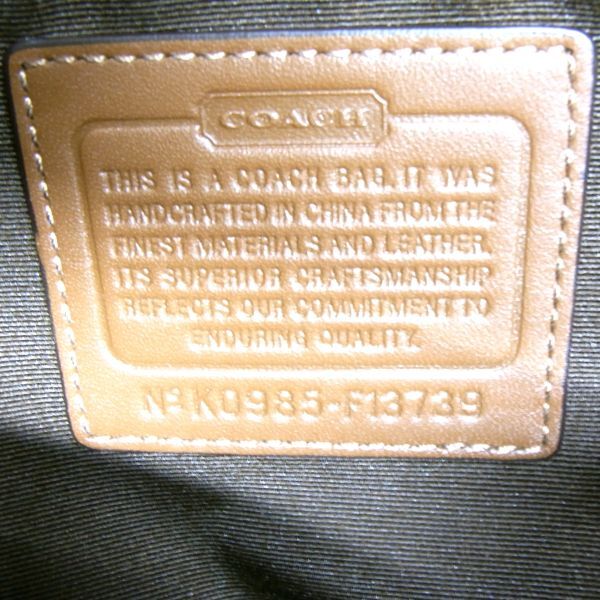 COACH
THIS IS A COACH BAG. IT WAS
HANDCRAFTED IN CHINA FROM THE
FINEST MATERIALS AND LEATHER.
ITS SUPERIOR CRAFTSMANSHIP
REFLECTS OUR COMMITMENT TO
ENDURING QUALITY.
Nº K0985-F13739